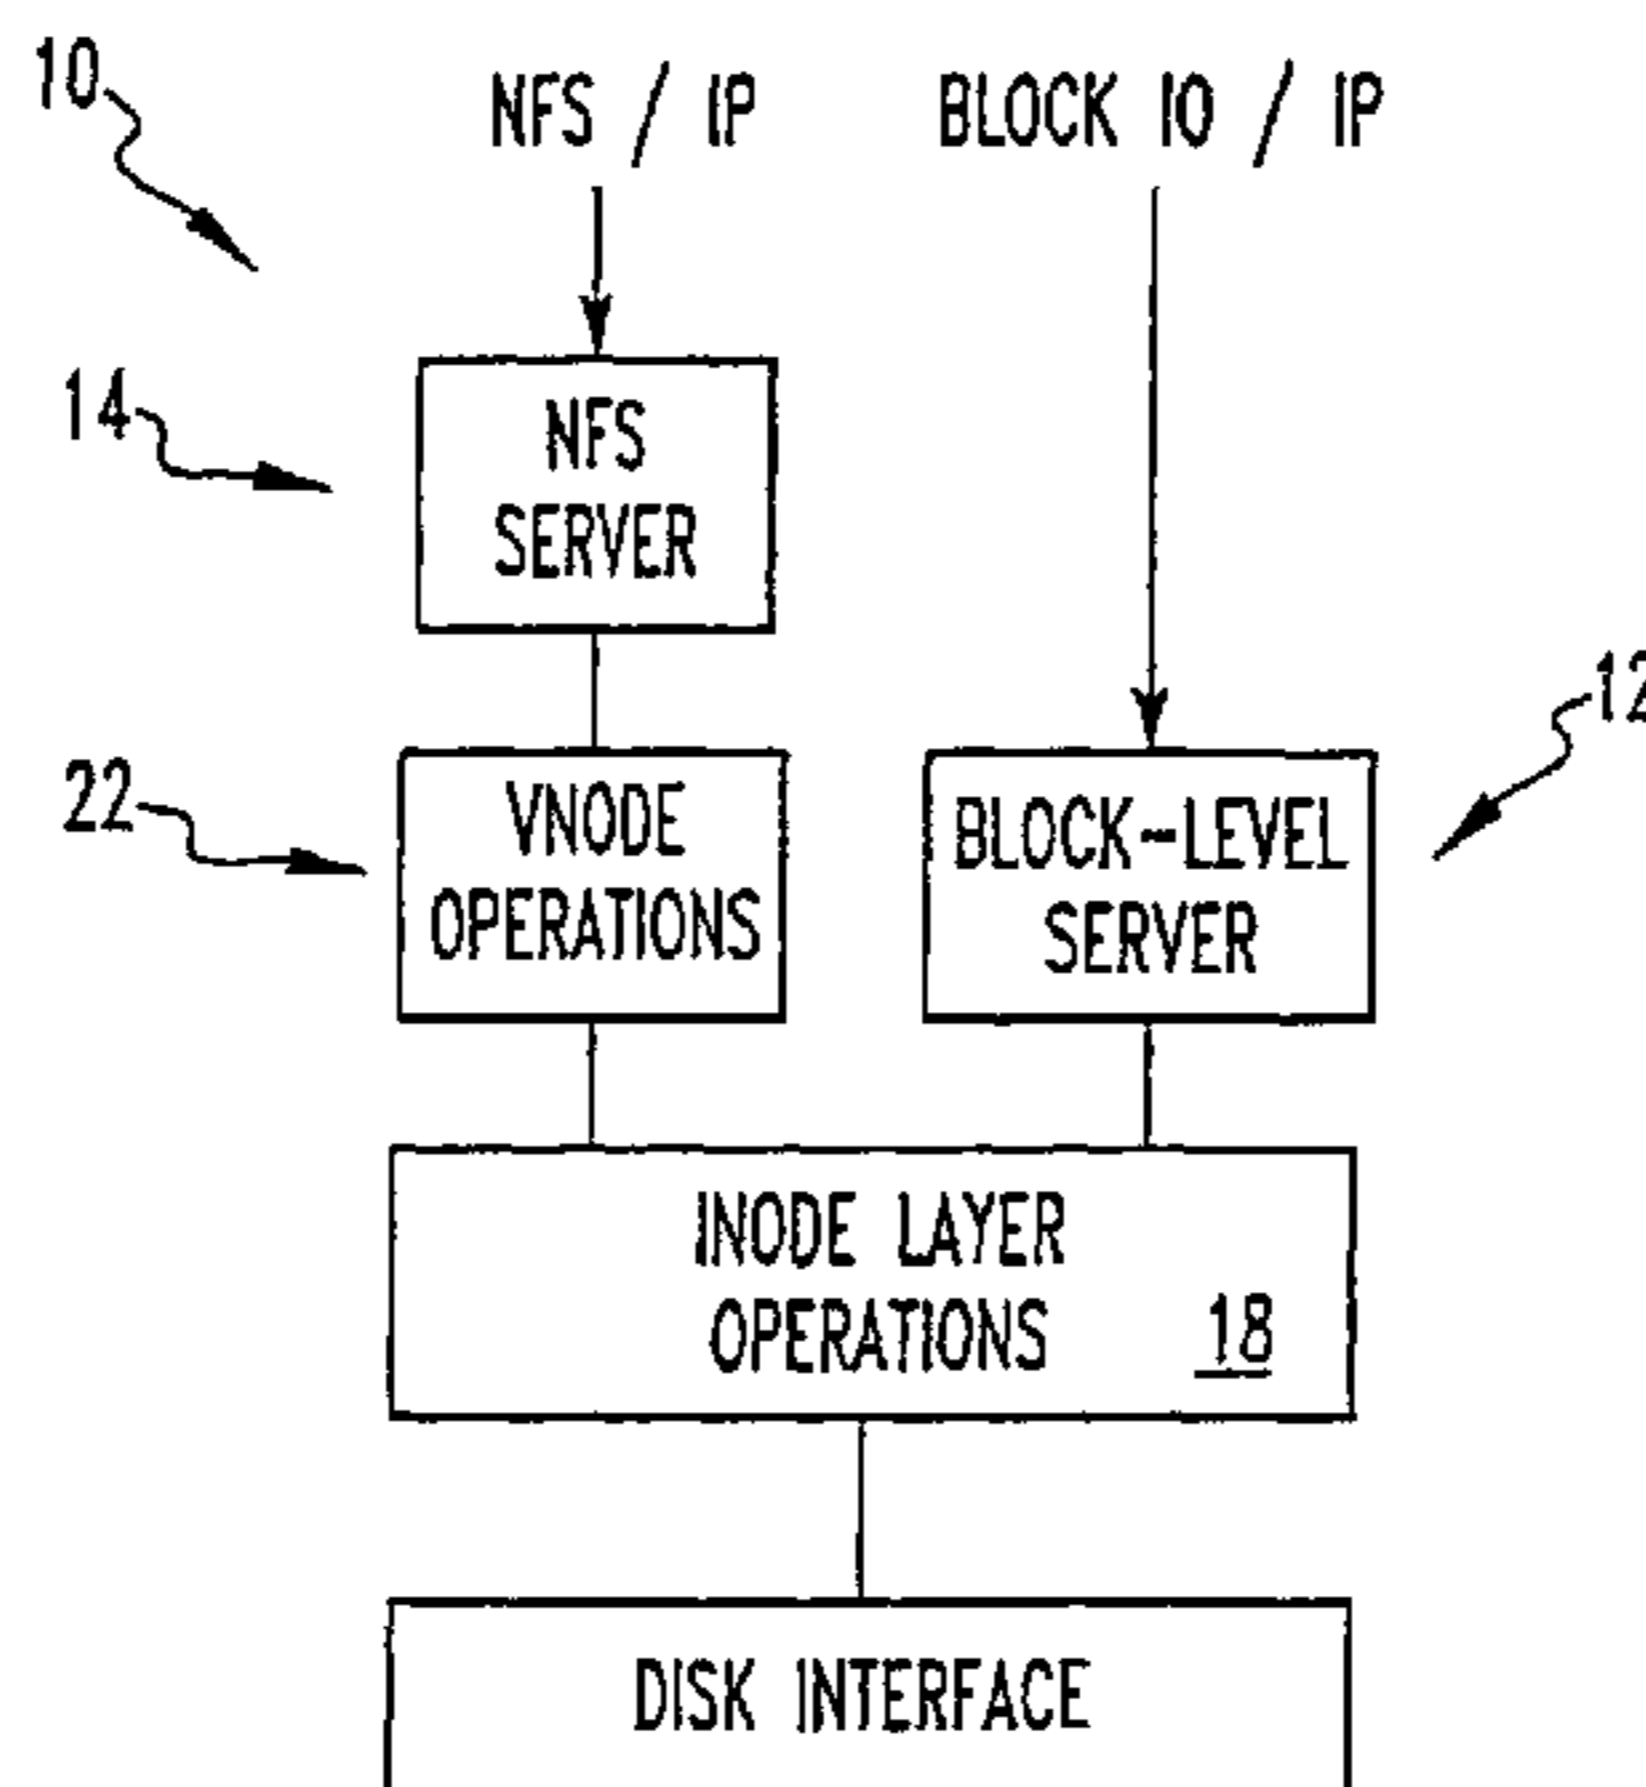 10
NFS / IP
BLOCK IO / IP
14
NFS
SERVER
12
22
VNODE
OPERATIONS
BLOCK-LEVEL
SERVER
INODE LAYER
OPERATIONS
18
DISK INTERFACE